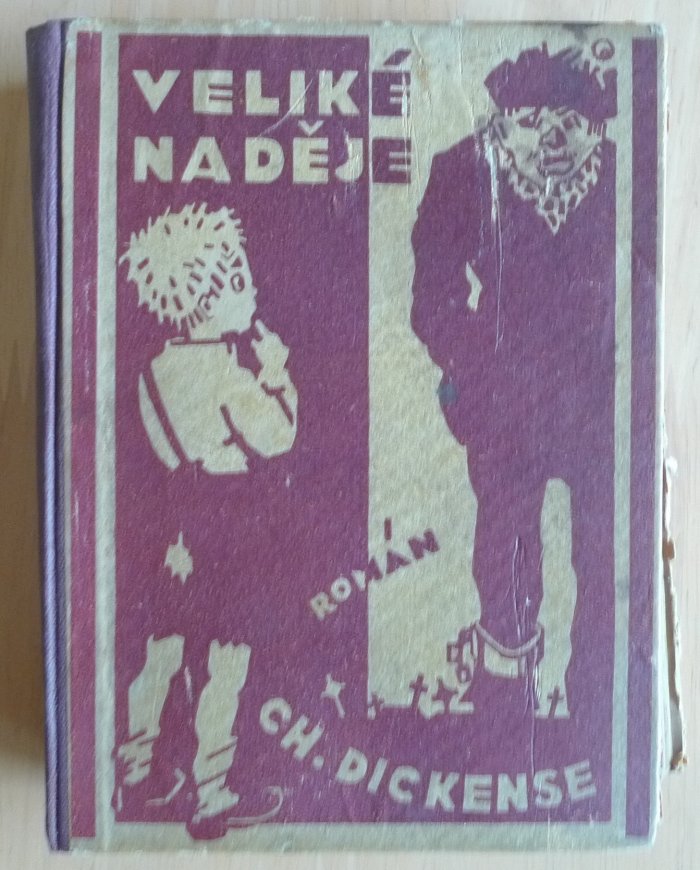 VELIKÉ
NADĚJE
ROMÁN
CH. DICKENSE